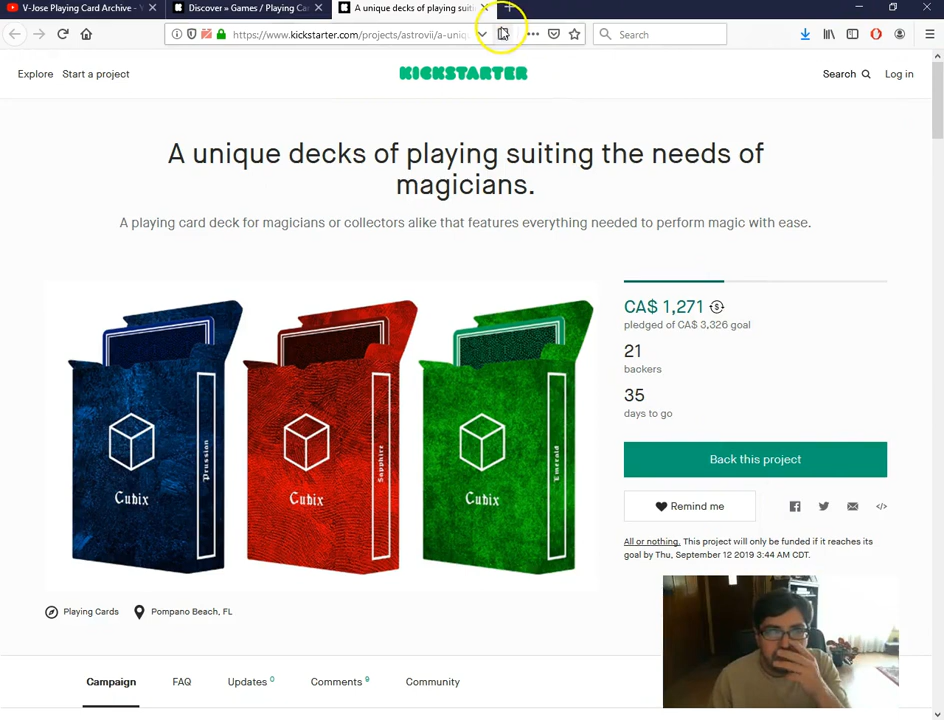 V-Jose Playing Card Archive - Y
Discover » Games / Playing Ca
A unique decks of playing suitin
https://www.kickstarter.com/projects/astrovii/a-uniq
Search
Explore
Start a project
KICKSTARTER
Search
Log in
A unique decks of playing suiting the needs of
magicians.
A playing card deck for magicians or collectors alike that features everything needed to perform magic with ease.
Cubix
Prussian
Cubix
Sapphire
Cubix
Emerald
CA$ 1,271
pledged of CA$ 3,326 goal
21
backers
35
days to go
Back this project
Remind me
All or nothing. This project will only be funded if it reaches its
goal by Thu, September 12 2019 3:44 AM CDT.
Playing Cards
Pompano Beach, FL
Campaign
FAQ
Updates 0
Comments 9
Community